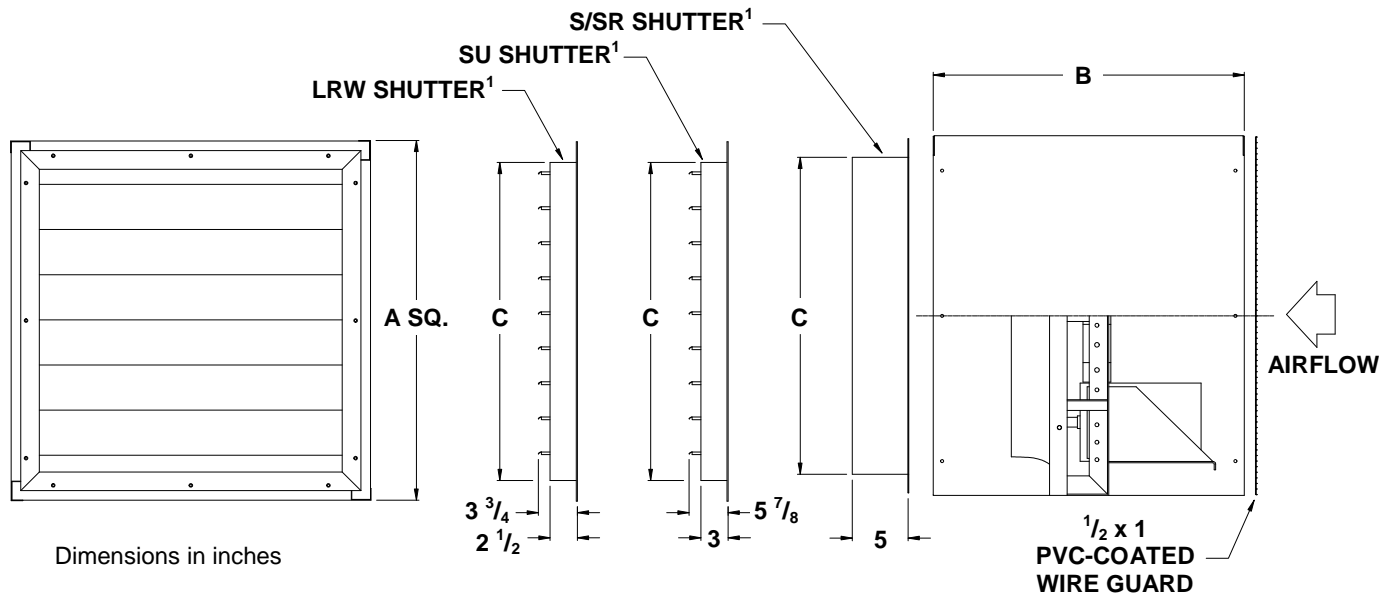 S/SR SHUTTER¹
SU SHUTTER¹
LRW SHUTTER¹
B
A SQ.
C
C
C
AIRFLOW
3 3/4
2 1/2
5 7/8
3
5
1/2 x 1
PVC-COATED
WIRE GUARD
Dimensions in inches